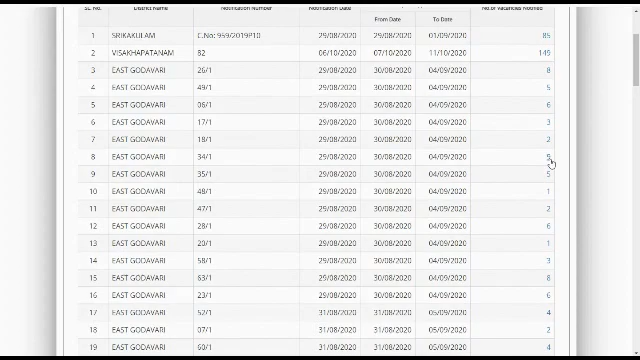 SL. No. District Name Notification Number Notification Date No.of Vacancies Notified
From Date To Date
1 SRIKAKULAM C.No: 959/2019P10 29/08/2020 29/08/2020 01/09/2020 85
2 VISAKHAPATANAM 82 06/10/2020 07/10/2020 11/10/2020 149
3 EAST GODAVARI 26/1 29/08/2020 30/08/2020 04/09/2020 8
4 EAST GODAVARI 49/1 29/08/2020 30/08/2020 04/09/2020 5
5 EAST GODAVARI 06/1 29/08/2020 30/08/2020 04/09/2020 6
6 EAST GODAVARI 17/1 29/08/2020 30/08/2020 04/09/2020 3
7 EAST GODAVARI 18/1 29/08/2020 30/08/2020 04/09/2020 2
8 EAST GODAVARI 34/1 29/08/2020 30/08/2020 04/09/2020
9 EAST GODAVARI 35/1 29/08/2020 30/08/2020 04/09/2020 5
10 EAST GODAVARI 48/1 29/08/2020 30/08/2020 04/09/2020 1
11 EAST GODAVARI 47/1 29/08/2020 30/08/2020 04/09/2020 2
12 EAST GODAVARI 28/1 29/08/2020 30/08/2020 04/09/2020 6
13 EAST GODAVARI 20/1 29/08/2020 30/08/2020 04/09/2020 1
14 EAST GODAVARI 58/1 29/08/2020 30/08/2020 04/09/2020 3
15 EAST GODAVARI 63/1 29/08/2020 30/08/2020 04/09/2020 8
16 EAST GODAVARI 23/1 29/08/2020 30/08/2020 04/09/2020 6
17 EAST GODAVARI 52/1 31/08/2020 31/08/2020 05/09/2020 4
18 EAST GODAVARI 07/1 31/08/2020 31/08/2020 05/09/2020 2
19 EAST GODAVARI 60/1 31/08/2020 31/08/2020 05/09/2020 4